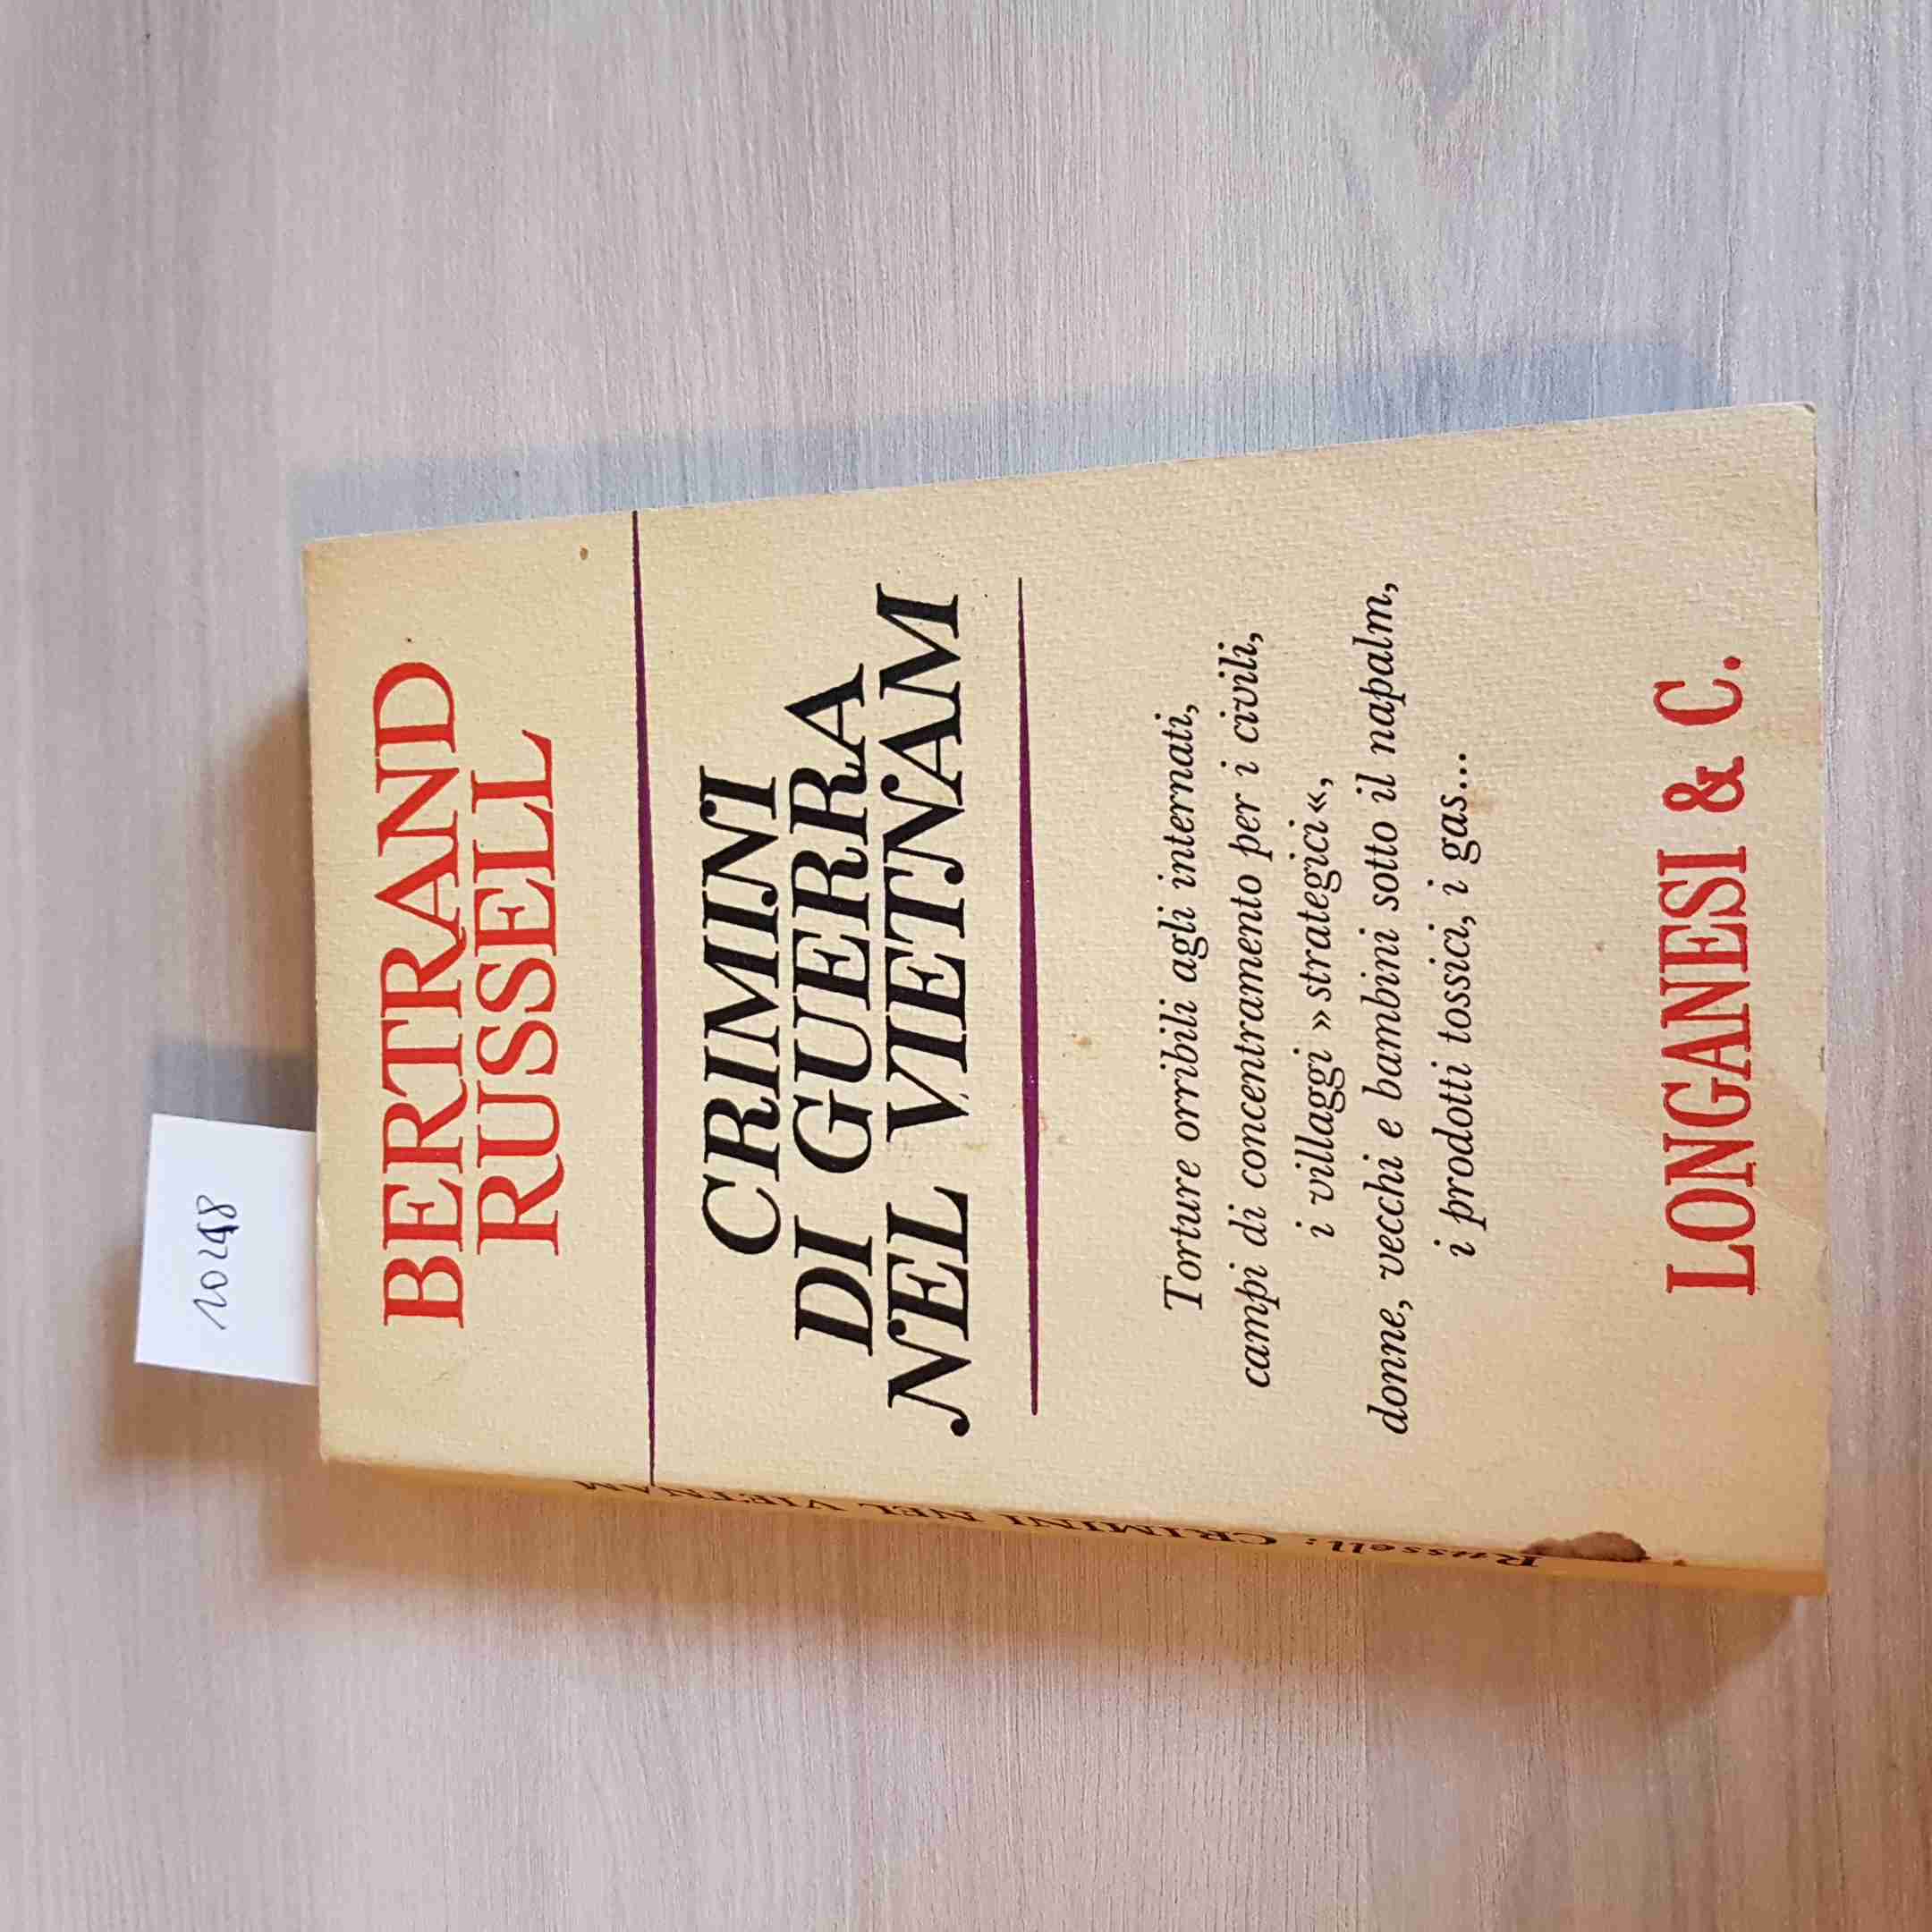 BERTRAND
RUSSELL
CRIMINI
DI GUERRA
NEL VIETNAM
Torture orribili agli internati,
campi di concentramento per i civili,
i villaggi » strategici«,
donne, vecchi e bambini sotto il napalm,
i prodotti tossici, i gas...
LONGANESI & C.
Russell: CRIMINI NEL VIETNAM